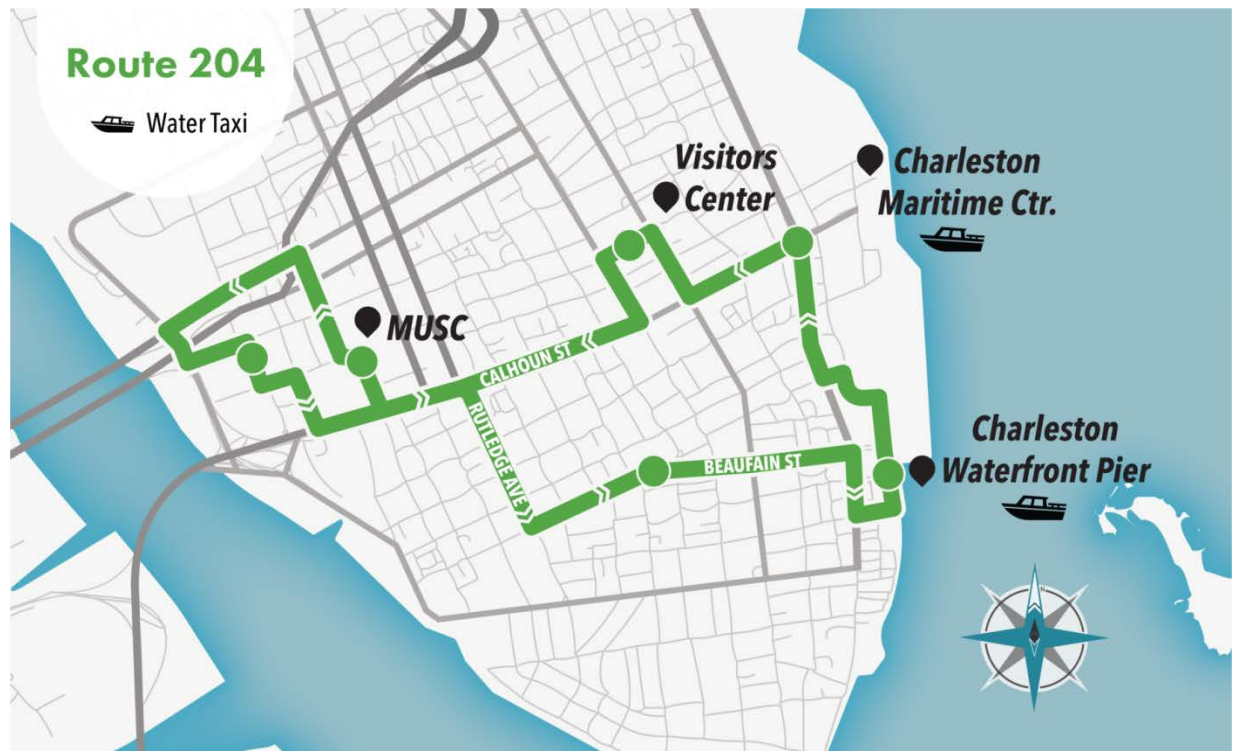 Route 204
Water Taxi
Visitors
Center
Charleston
Maritime Ctr.
MUSC
CALHOUN ST
RUTLEDGE AVE
BEAUFAIN ST
Charleston
Waterfront Pier
N